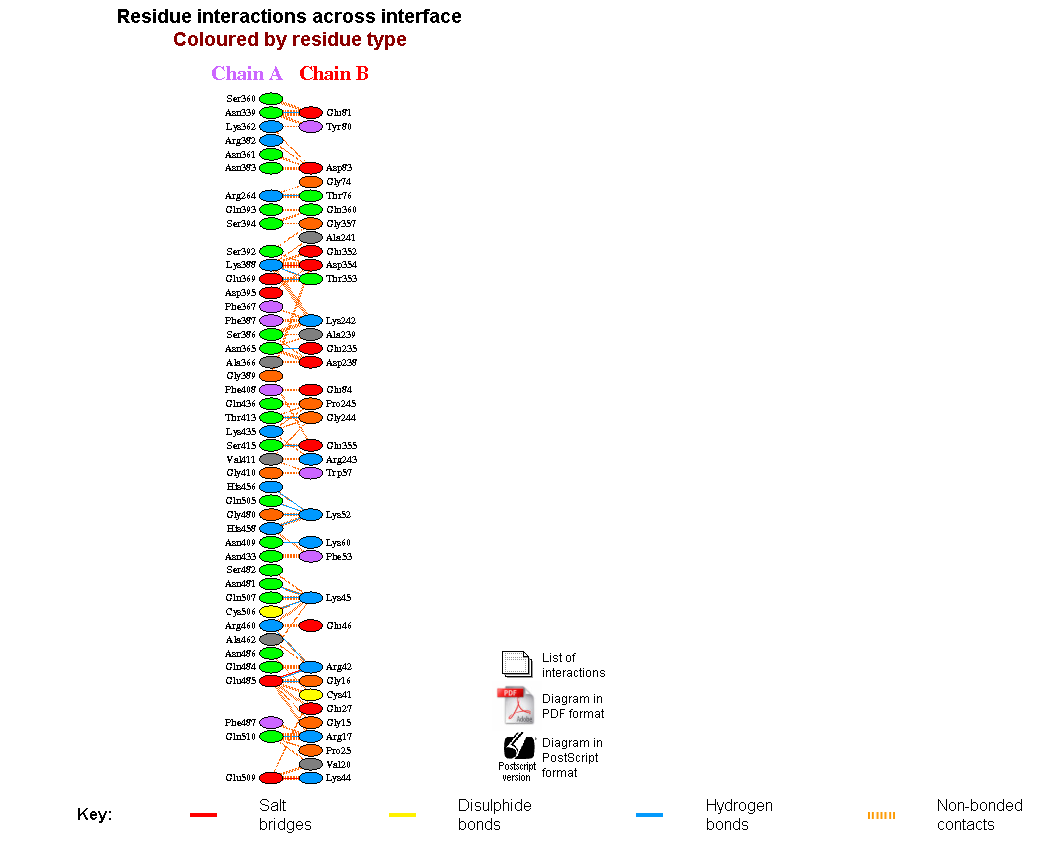 Residue interactions across interface
Coloured by residue type
Chain A Chain B
Ser360
Asn339 Glu81
Lys362 Tyr80
Arg382
Asn361
Asn383 Asp83
Gly74
Arg264 Thr76
Gln393 Gln360
Ser394 Gly357
Ala241
Ser392 Glu352
Lys388 Asp354
Glu369 Thr353
Asp395
Phe367
Phe387 Lys242
Ser386 Ala239
Asn365 Glu235
Ala366 Asp238
Gly389
Phe408 Glu84
Gln436 Pro245
Thr413 Gly244
Lys435
Ser415 Glu355
Val411 Arg243
Gly410 Trp57
His456
Gln505
Gly480 Lys52
His458
Asn409 Lys60
Asn433 Phe53
Ser482
Asn481
Gln507 Lys45
Cys506
Arg460 Glu46
Ala462
Asn486
Gln484 Arg42
Glu485 Gly16
Cys41
Glu27
Phe487 Gly15
Gln510 Arg17
Pro25
Val20
Glu509 Lys44
List of
interactions
PDF
Adobe
Diagram in
PDF format
Postscript
version
Diagram in
PostScript
format
Key:
Salt
bridges
Disulphide
bonds
Hydrogen
bonds
Non-bonded
contacts